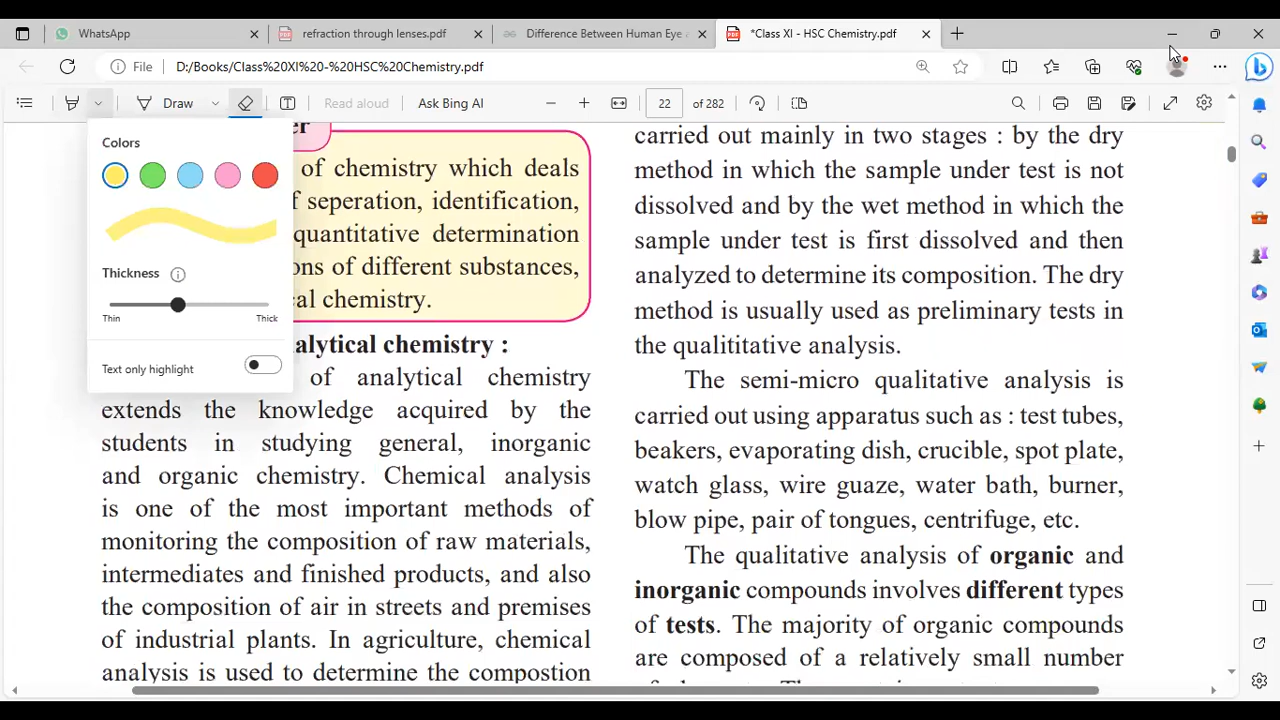 WhatsApp
refraction through lenses.pdf
Difference Between Human Eye
*Class XI - HSC Chemistry.pdf
File
D:/Books/Class%20XI%20-%20HSC%20Chemistry.pdf
Draw
Read aloud
Ask Bing AI
22
of 282
Colors
Thickness
Thin
Thick
Text only highlight
er
of chemistry which deals
f seperation, identification,
quantitative determination
ons of different substances,
al chemistry.
alytical chemistry :
of analytical chemistry
extends the knowledge acquired by the
students in studying general, inorganic
and organic chemistry. Chemical analysis
is one of the most important methods of
monitoring the composition of raw materials,
intermediates and finished products, and also
the composition of air in streets and premises
of industrial plants. In agriculture, chemical
analysis is used to determine the compostion
carried out mainly in two stages : by the dry
method in which the sample under test is not
dissolved and by the wet method in which the
sample under test is first dissolved and then
analyzed to determine its composition. The dry
method is usually used as preliminary tests in
the qualititative analysis.
The semi-micro qualitative analysis is
carried out using apparatus such as : test tubes,
beakers, evaporating dish, crucible, spot plate,
watch glass, wire guaze, water bath, burner,
blow pipe, pair of tongues, centrifuge, etc.
The qualitative analysis of organic and
inorganic compounds involves different types
of tests. The majority of organic compounds
are composed of a relatively small number